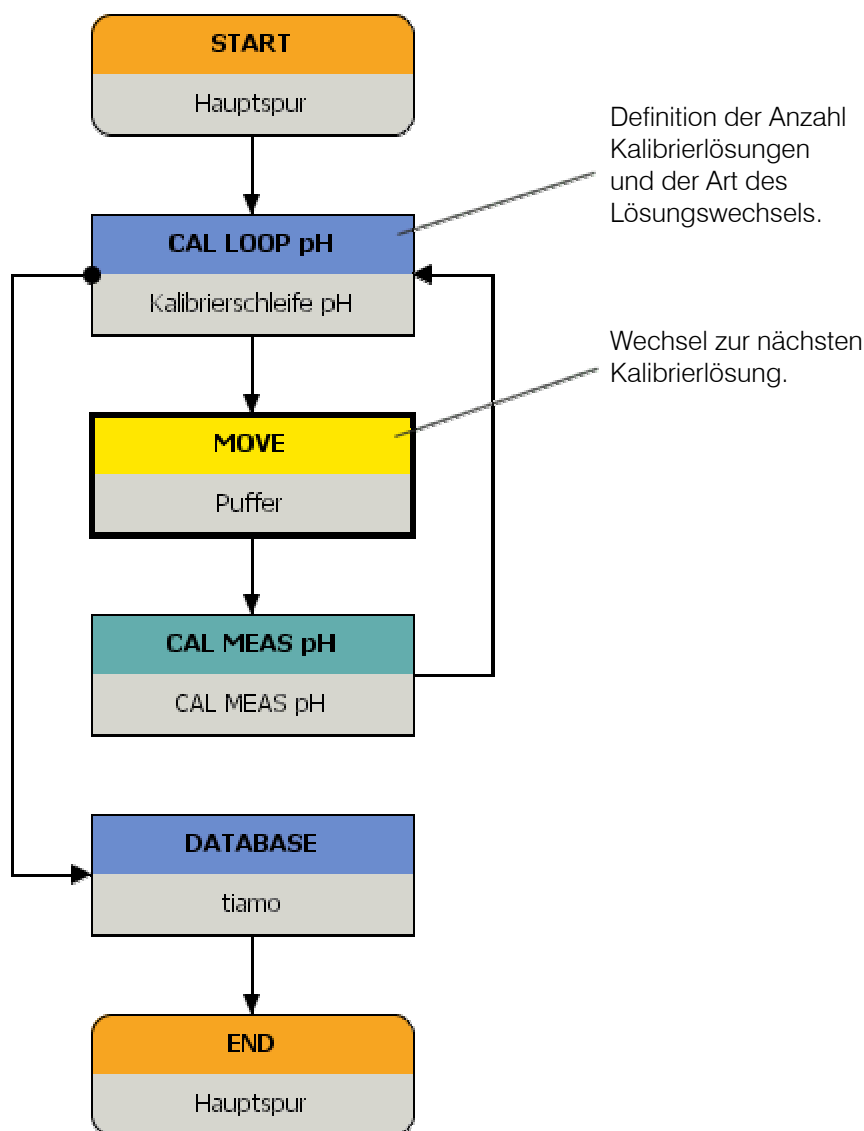 START
Hauptspur
Definition der Anzahl
Kalibrierlösungen
und der Art des
Lösungswechsels.
CAL LOOP pH
Kalibrierschleife pH
Wechsel zur nächsten
Kalibrierlösung.
MOVE
Puffer
CAL MEAS pH
CAL MEAS pH
DATABASE
tiamo
END
Hauptspur